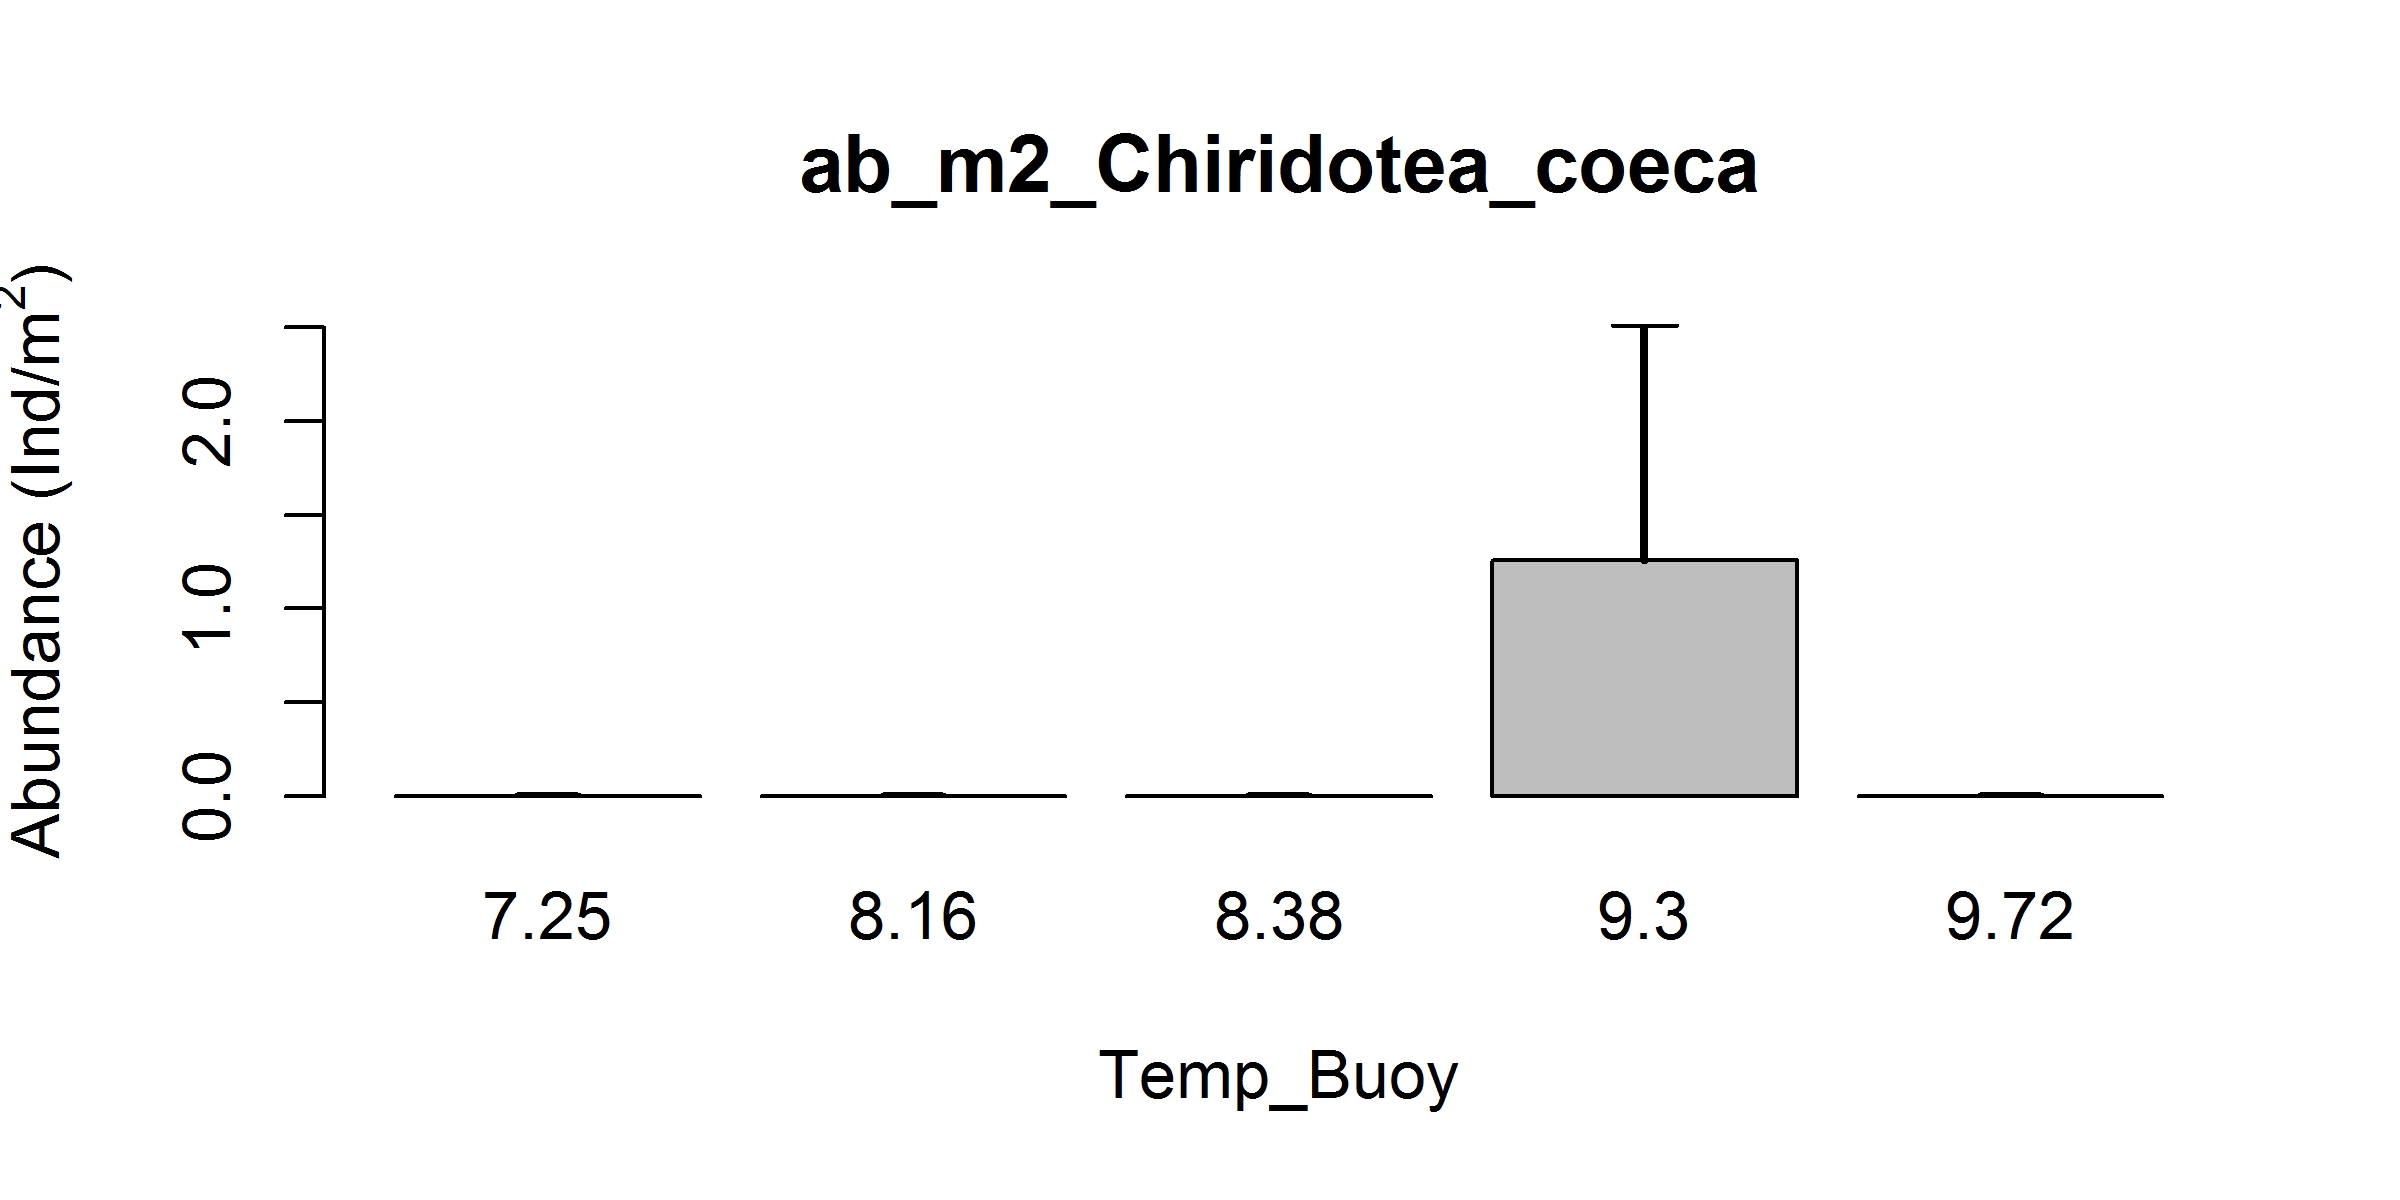 ab_m2_Chiridotea_coeca
Abundance (Ind/m²)
2.0
1.0
0.0
7.25 8.16 8.38 9.3 9.72
Temp_Buoy